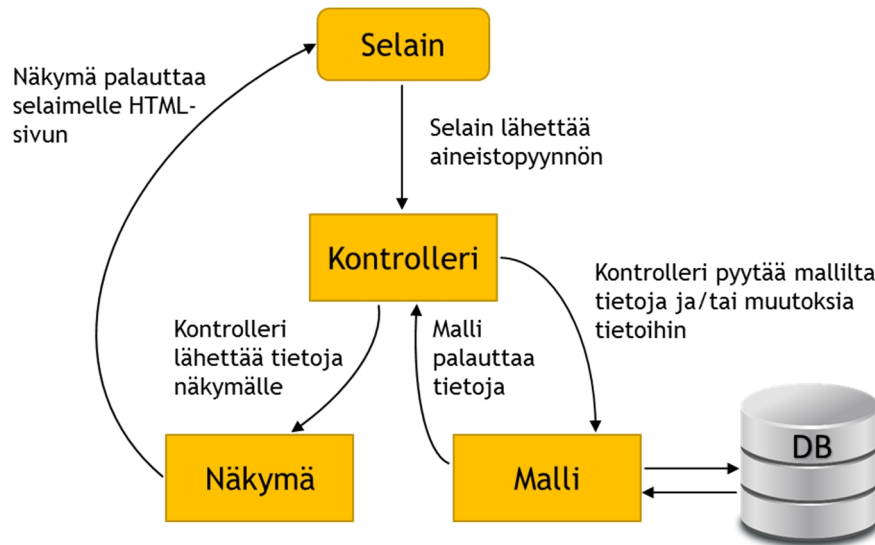 Selain
Näkymä palauttaa
selaimelle HTML-
sivun
Selain lähettää
aineistopyynnön
Kontrolleri
Kontrolleri pyytää mallilta
tietoja ja/tai muutoksia
tietoihin
Kontrolleri
lähettää tietoja
näkymälle
Malli
palauttaa
tietoja
Näkymä
Malli
DB